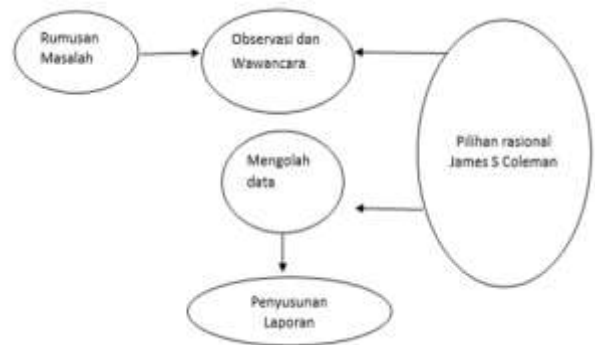 Rumusan
Masalah
Observasi dan
Wawancara
Pilihan rasional
James S Coleman
Mengolah
data
Penyusunan
Laporan